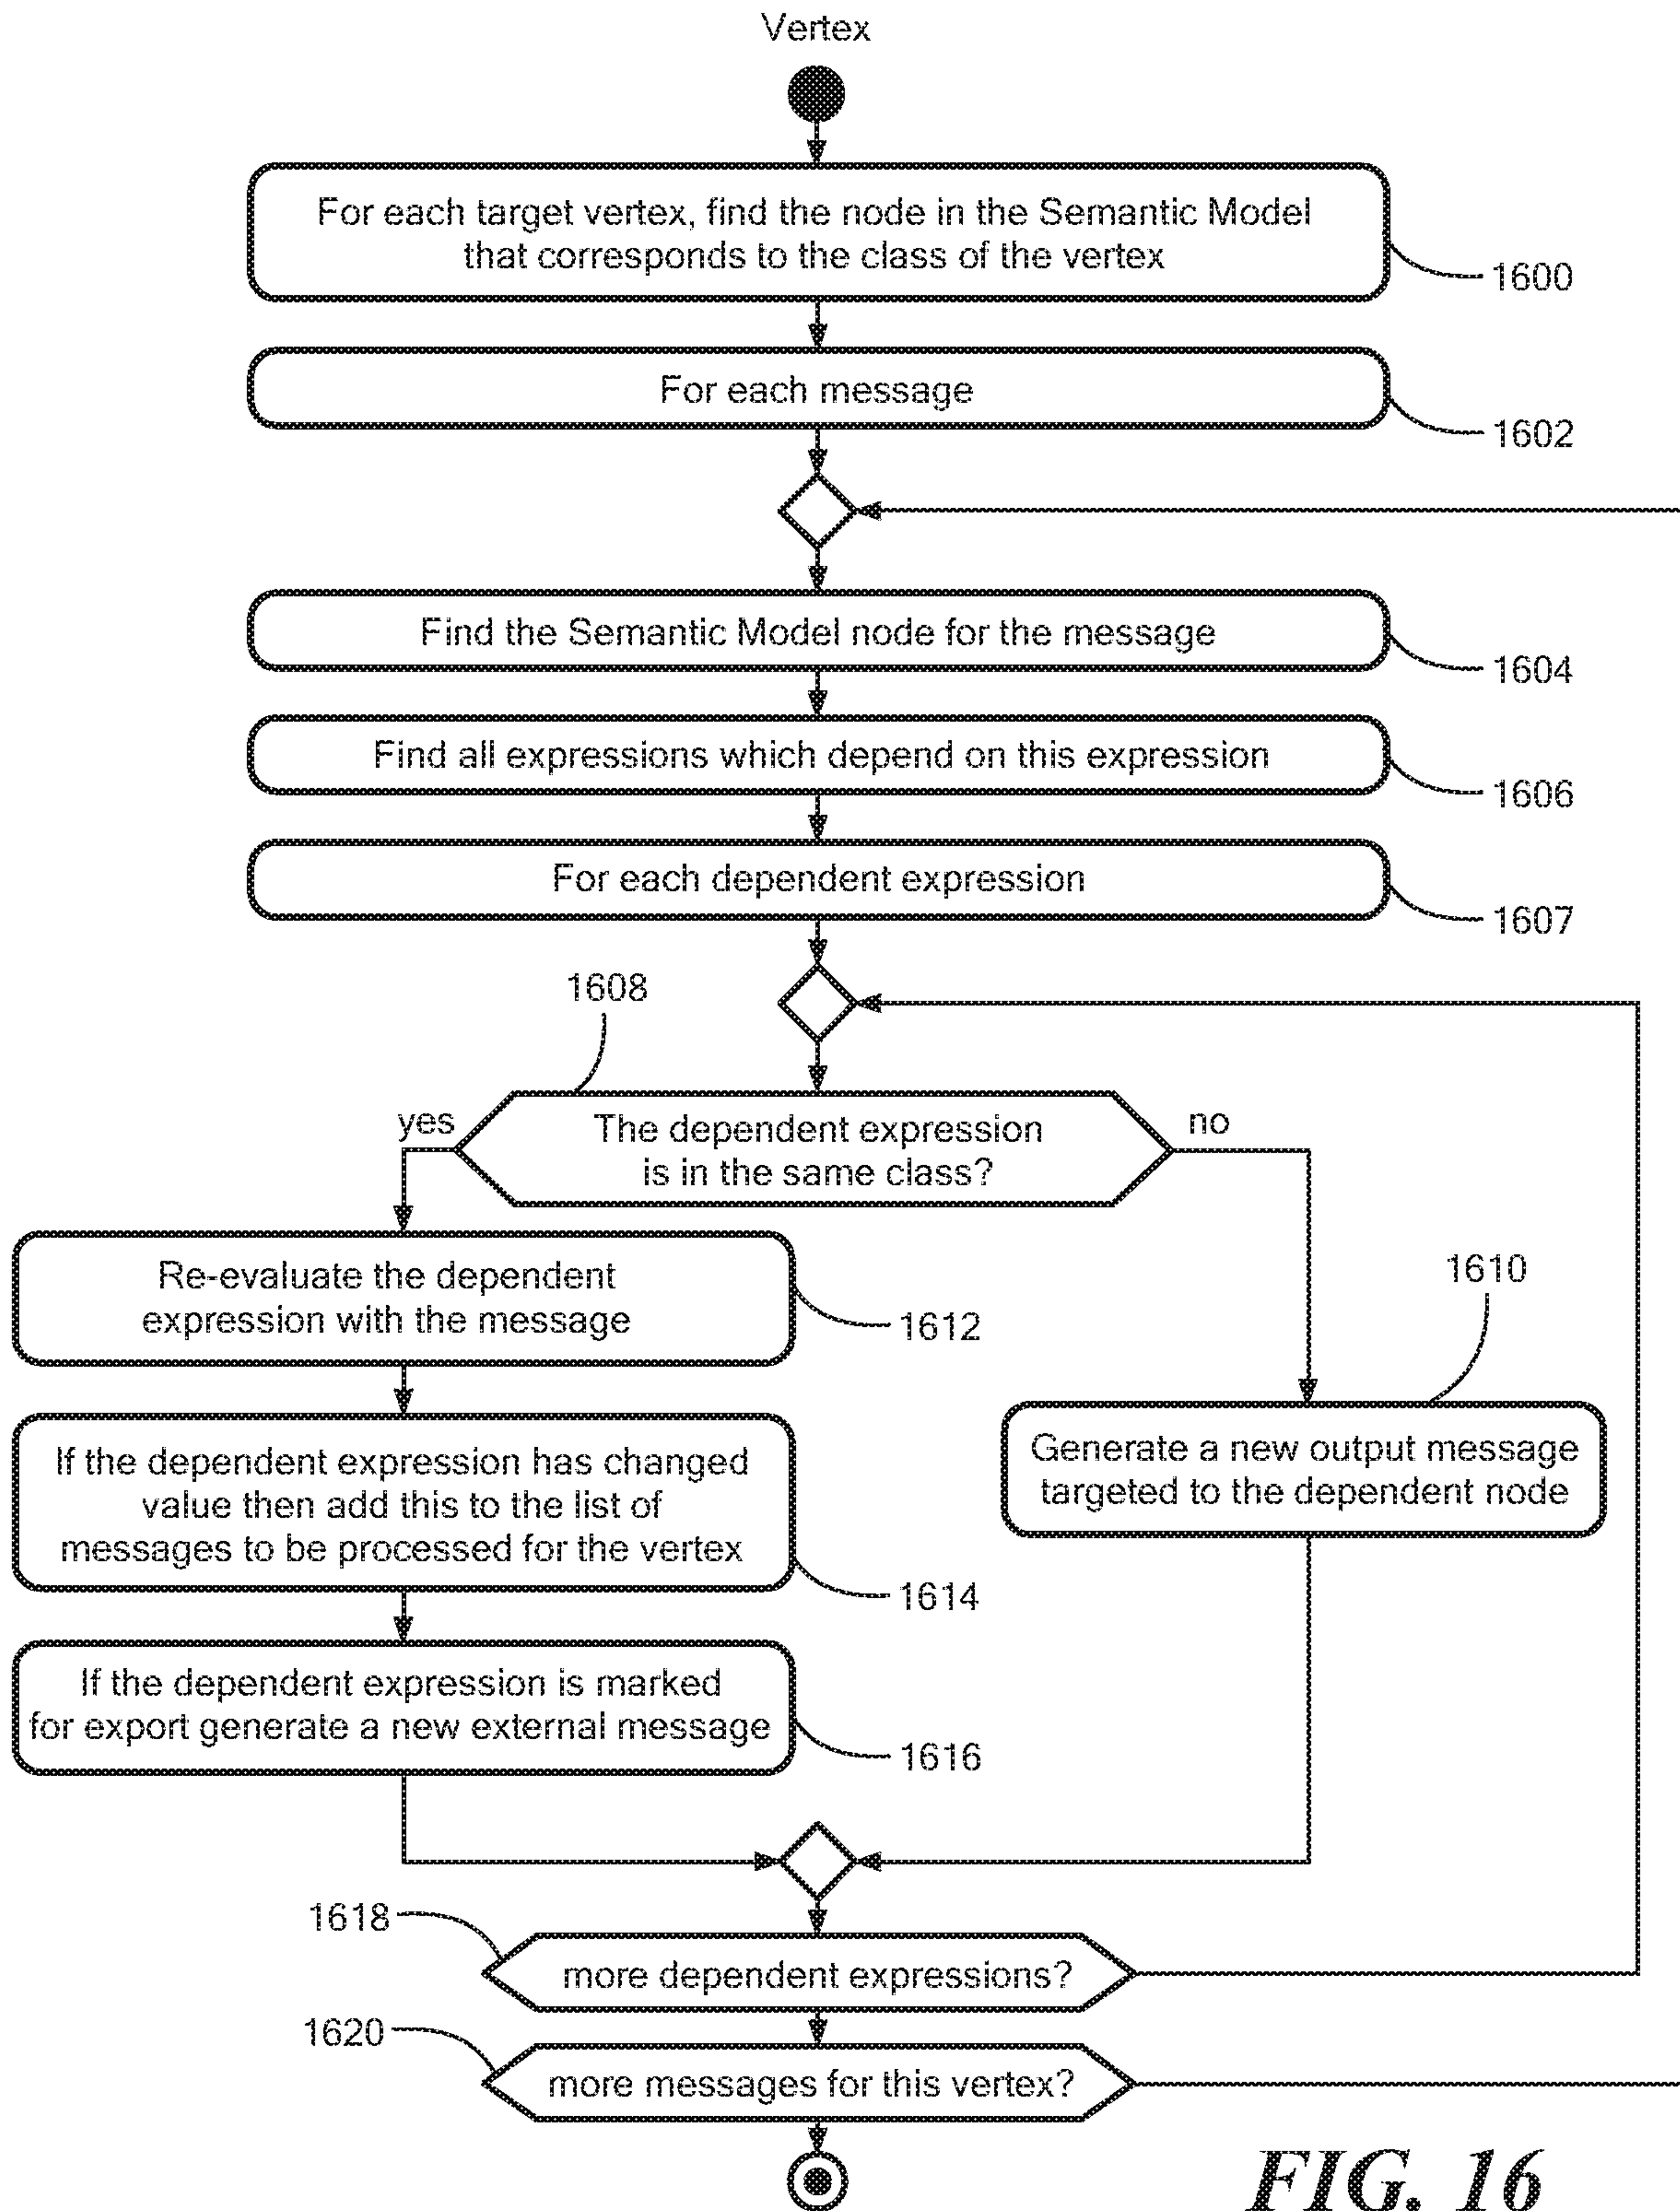 Vertex
For each target vertex, find the node in the Semantic Model
that corresponds to the class of the vertex
1600
For each message
1602
Find the Semantic Model node for the message
1604
Find all expressions which depend on this expression
1606
For each dependent expression
1607
1608
yes
The dependent expression
is in the same class?
no
Re-evaluate the dependent
expression with the message
1612
1610
Generate a new output message
targeted to the dependent node
If the dependent expression has changed
value then add this to the list of
messages to be processed for the vertex
1614
If the dependent expression is marked
for export generate a new external message
1616
1618
more dependent expressions?
1620
more messages for this vertex?
FIG. 16